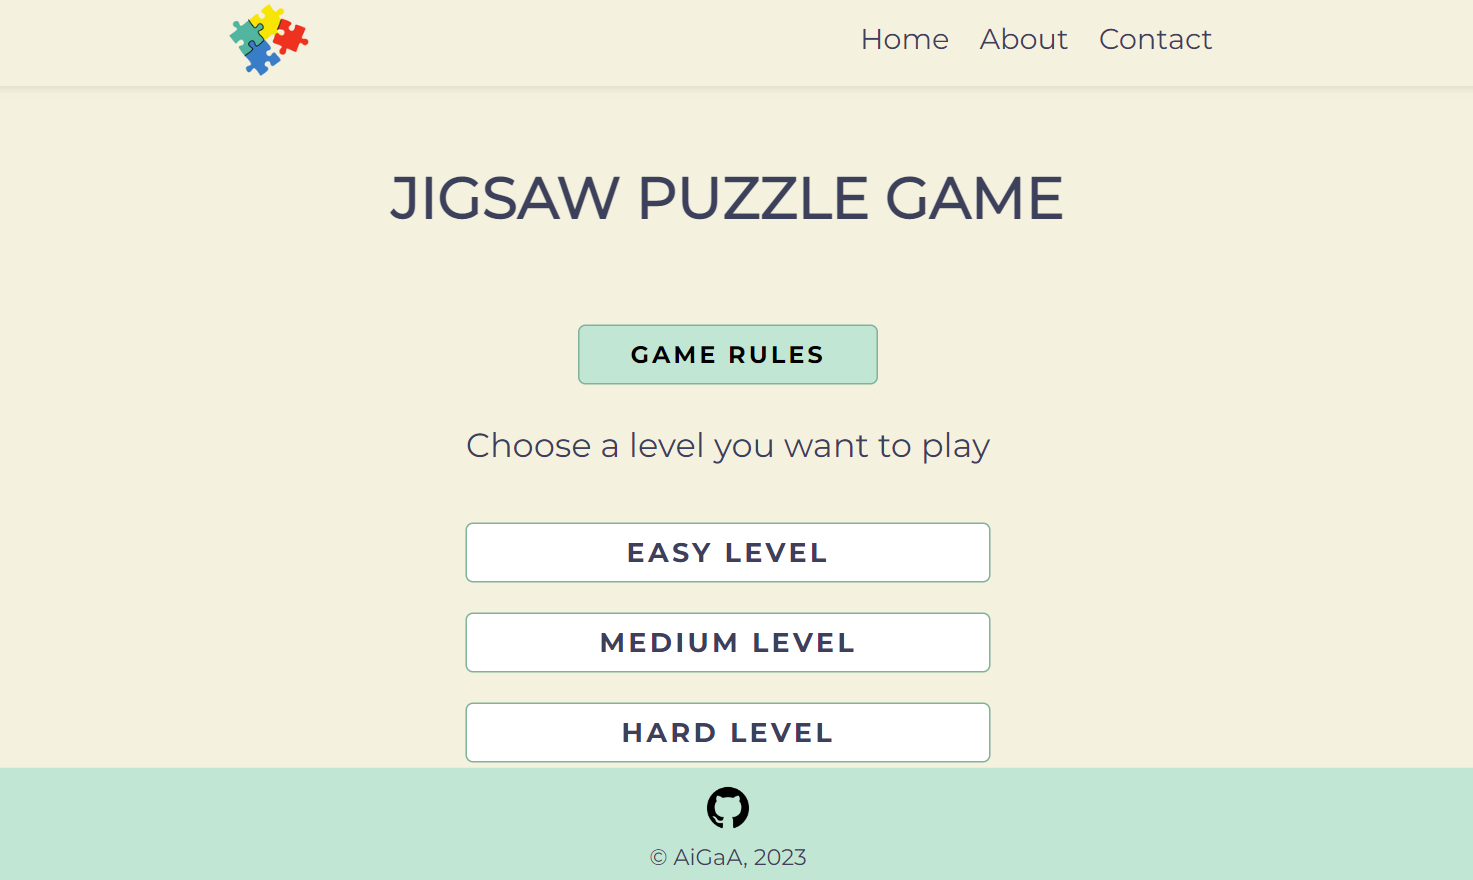 Home About Contact
JIGSAW PUZZLE GAME
GAME RULES
Choose a level you want to play
EASY LEVEL
MEDIUM LEVEL
HARD LEVEL
© AiGaA, 2023